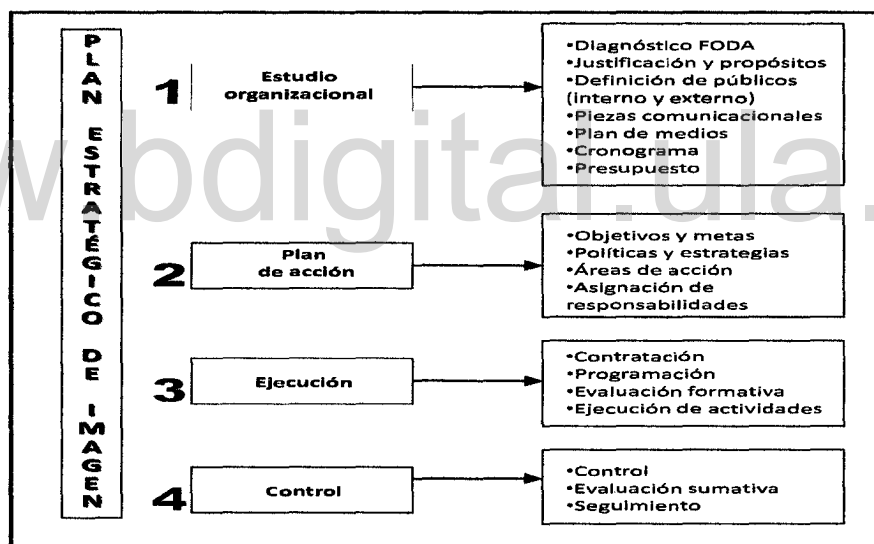 PLAN ESTRATÉGICO DE IMAGEN
1
Estudio
organizacional
•Diagnóstico FODA
•Justificación y propósitos
•Definición de públicos
(interno y externo)
•Piezas comunicacionales
•Plan de medios
•Cronograma
•Presupuesto
w.bdigital.ula.
2
Plan
de acción
•Objetivos y metas
•Políticas y estrategias
•Áreas de acción
•Asignación de
responsabilidades
3
Ejecución
•Contratación
•Programación
•Evaluación formativa
•Ejecución de actividades
4
Control
•Control
•Evaluación sumativa
•Seguimiento